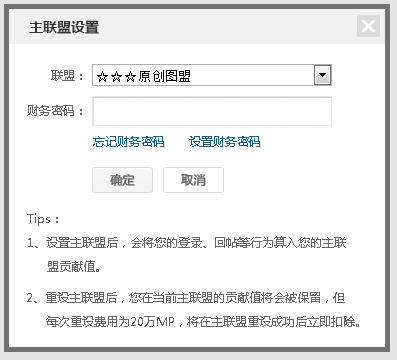 主联盟设置
联盟： ☆☆☆原创图盟
财务密码：
忘记财务密码 设置财务密码
确定 取消
Tips：
1、设置主联盟后，会将您的登录、回帖等行为算入您的主联
盟贡献值。
2、重设主联盟后，您在当前主联盟的贡献值将会被保留，但
每次重设费用为20万MP，将在主联盟重设成功后立即扣除。